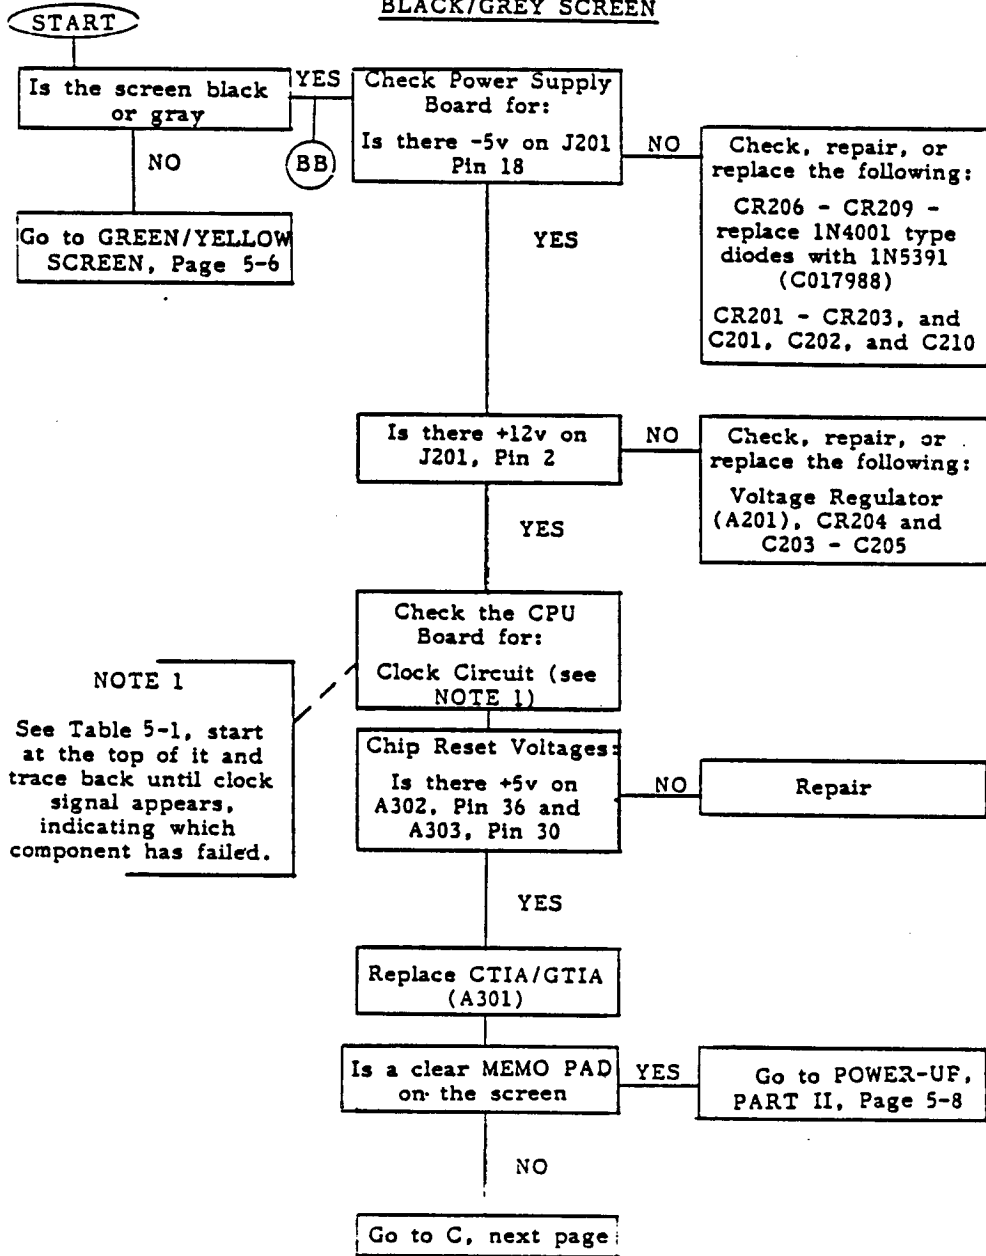 BLACK/GREY SCREEN
START
Is the screen black
or gray
YES
BB
NO
Go to GREEN/YELLOW
SCREEN, Page 5-6
Check Power Supply
Board for:
Is there -5v on J201
Pin 18
NO
Check, repair, or
replace the following:
CR206 - CR209 -
replace 1N4001 type
diodes with 1N5391
(C017988)
CR201 - CR203, and
C201, C202, and C210
YES
Is there +12v on
J201, Pin 2
NO
Check, repair, or
replace the following:
Voltage Regulator
(A201), CR204 and
C203 - C205
YES
Check the CPU
Board for:
Clock Circuit (see
NOTE 1)
NOTE 1
See Table 5-1, start
at the top of it and
trace back until clock
signal appears,
indicating which
component has failed.
Chip Reset Voltages:
Is there +5v on
A302, Pin 36 and
A303, Pin 30
NO
Repair
YES
Replace CTIA/GTIA
(A301)
Is a clear MEMO PAD
on the screen
YES
Go to POWER-UP,
PART II, Page 5-8
NO
Go to C, next page